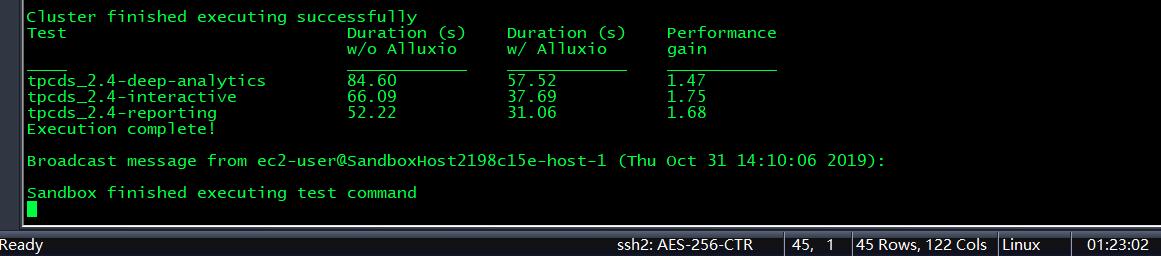 Cluster finished executing successfully
Test Duration (s) Duration (s) Performance
w/o Alluxio w/ Alluxio gain
tpcds_2.4-deep-analytics 84.60 57.52 1.47
tpcds_2.4-interactive 66.09 37.69 1.75
tpcds_2.4-reporting 52.22 31.06 1.68
Execution complete!
Broadcast message from ec2-user@SandboxHost2198c15e-host-1 (Thu Oct 31 14:10:06 2019):
Sandbox finished executing test command
Ready ssh2: AES-256-CTR 45, 1 45 Rows, 122 Cols Linux 01:23:02